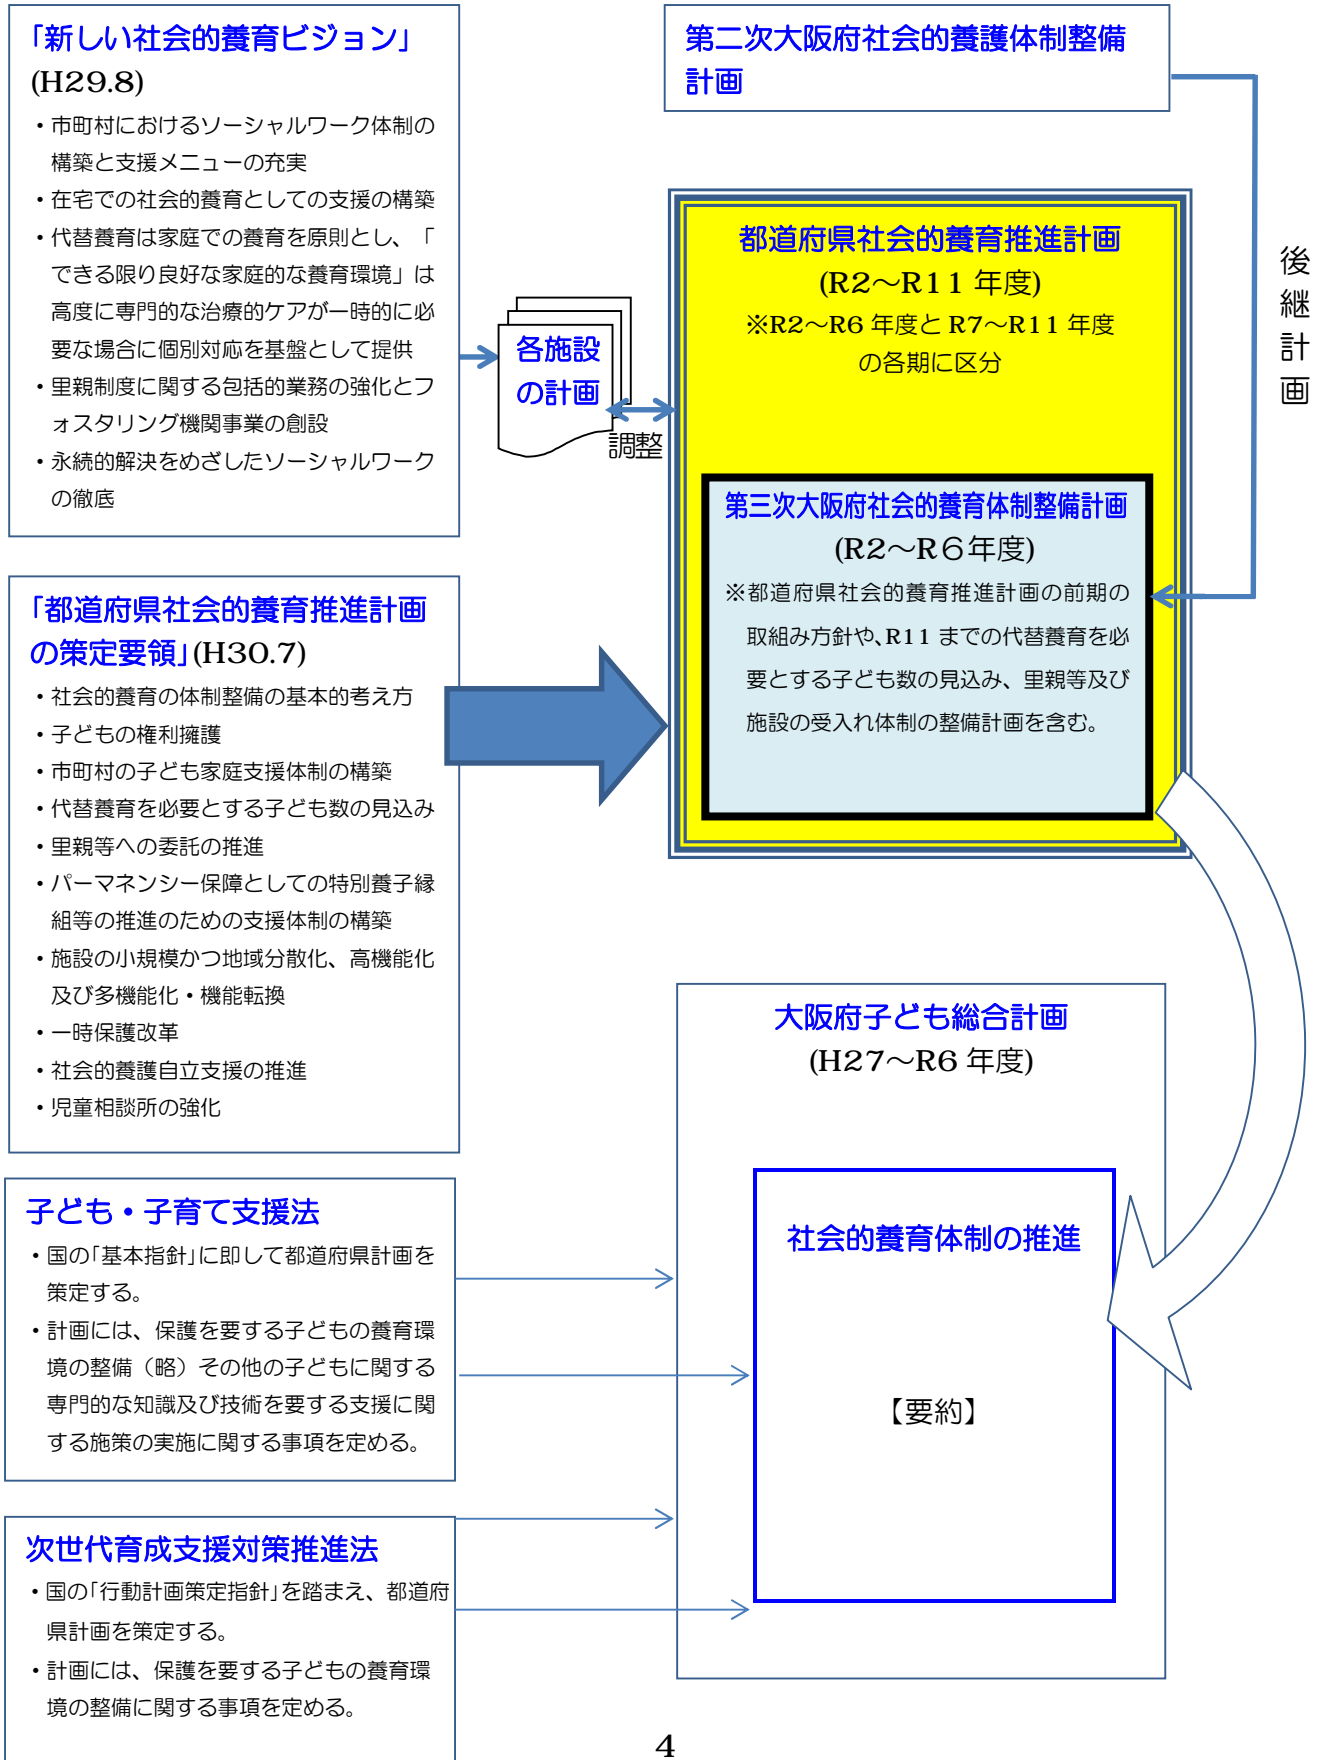 「新しい社会的養育ビジョン」
(H29.8)
・市町村におけるソーシャルワーク体制の
構築と支援メニューの充実
・在宅での社会的養育としての支援の構築
・代替養育は家庭での養育を原則とし、「
できる限り良好な家庭的な養育環境」は
高度に専門的な治療的ケアが一時的に必
要な場合に個別対応を基盤として提供
・里親制度に関する包括的業務の強化とフ
ォスタリング機関事業の創設
・永続的解決をめざしたソーシャルワーク
の徹底
第二次大阪府社会的養護体制整備
計画
後継計画
各施設
の計画
調整
都道府県社会的養育推進計画
(R2～R11 年度)
※R2～R6 年度と R7～R11 年度
の各期に区分
第三次大阪府社会的養育体制整備計画
(R2～R6年度)
※都道府県社会的養育推進計画の前期の
取組み方針や、R11 までの代替養育を必
要とする子ども数の見込み、里親等及び
施設の受入れ体制の整備計画を含む。
「都道府県社会的養育推進計画
の策定要領」(H30.7)
・社会的養育の体制整備の基本的考え方
・子どもの権利擁護
・市町村の子ども家庭支援体制の構築
・代替養育を必要とする子ども数の見込み
・里親等への委託の推進
・パーマネンシー保障としての特別養子縁
組等の推進のための支援体制の構築
・施設の小規模かつ地域分散化、高機能化
及び多機能化・機能転換
・一時保護改革
・社会的養護自立支援の推進
・児童相談所の強化
大阪府子ども総合計画
(H27～R6 年度)
社会的養育体制の推進
【要約】
子ども・子育て支援法
・国の「基本指針」に即して都道府県計画を
策定する。
・計画には、保護を要する子どもの養育環
境の整備（略）その他の子どもに関する
専門的な知識及び技術を要する支援に関
する施策の実施に関する事項を定める。
次世代育成支援対策推進法
・国の「行動計画策定指針」を踏まえ、都道府
県計画を策定する。
・計画には、保護を要する子どもの養育環
境の整備に関する事項を定める。
4